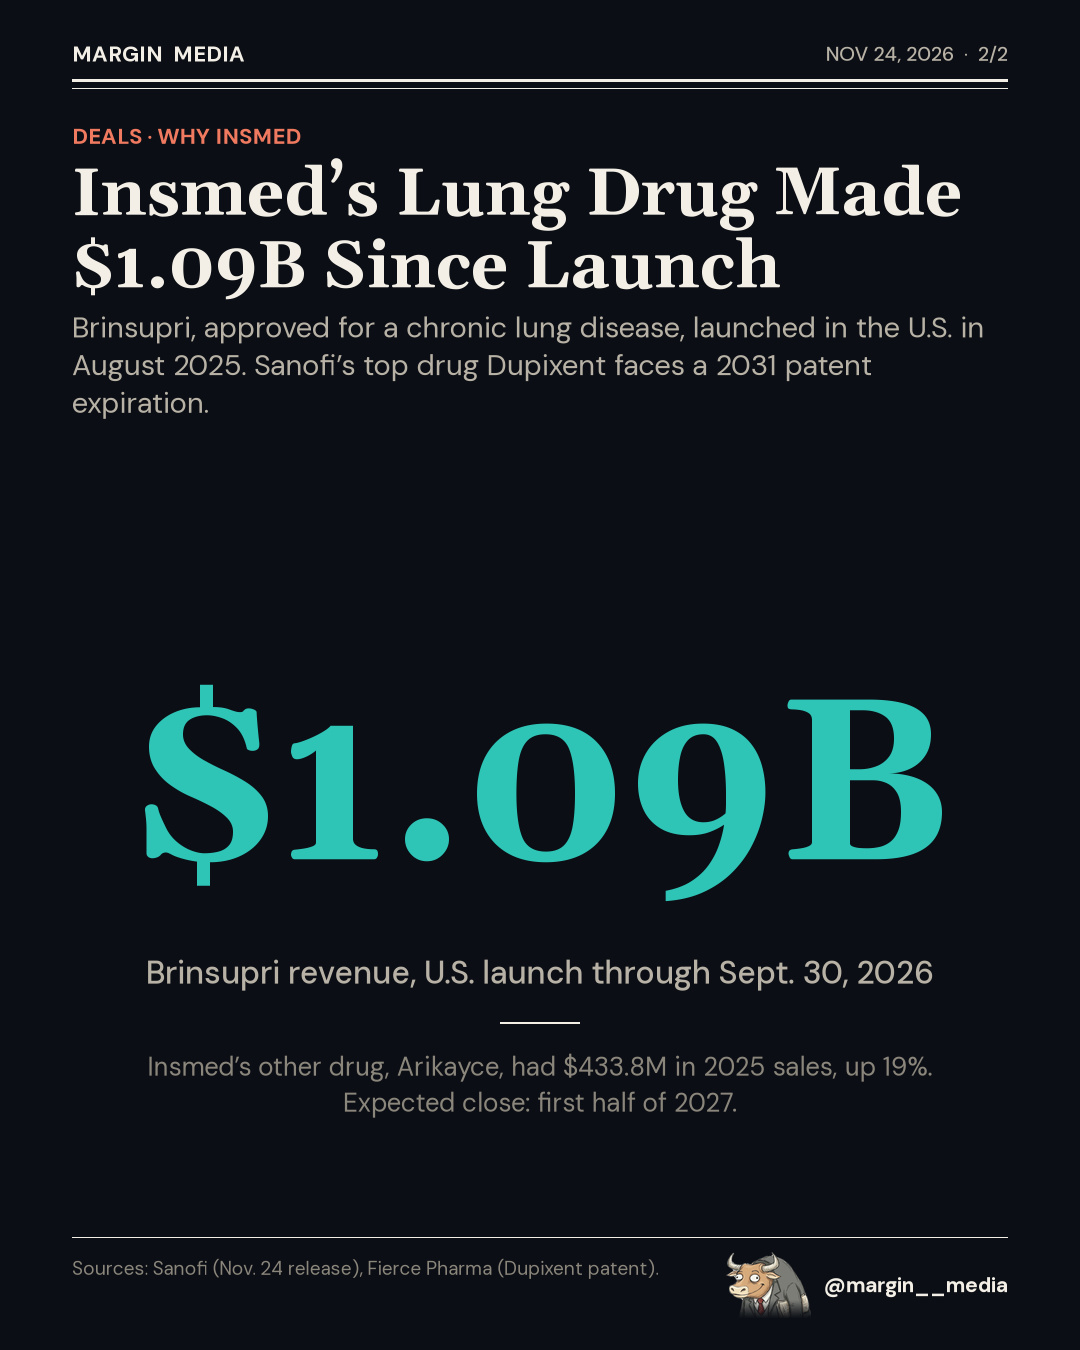 MARGIN MEDIA
NOV 24, 2026 · 2/2
DEALS · WHY INSMED
Insmed’s Lung Drug Made
$1.09B Since Launch
Brinsupri, approved for a chronic lung disease, launched in the U.S. in
August 2025. Sanofi’s top drug Dupixent faces a 2031 patent
expiration.
$1.09B
Brinsupri revenue, U.S. launch through Sept. 30, 2026
Insmed’s other drug, Arikayce, had $433.8M in 2025 sales, up 19%.
Expected close: first half of 2027.
Sources: Sanofi (Nov. 24 release), Fierce Pharma (Dupixent patent).
@margin__media